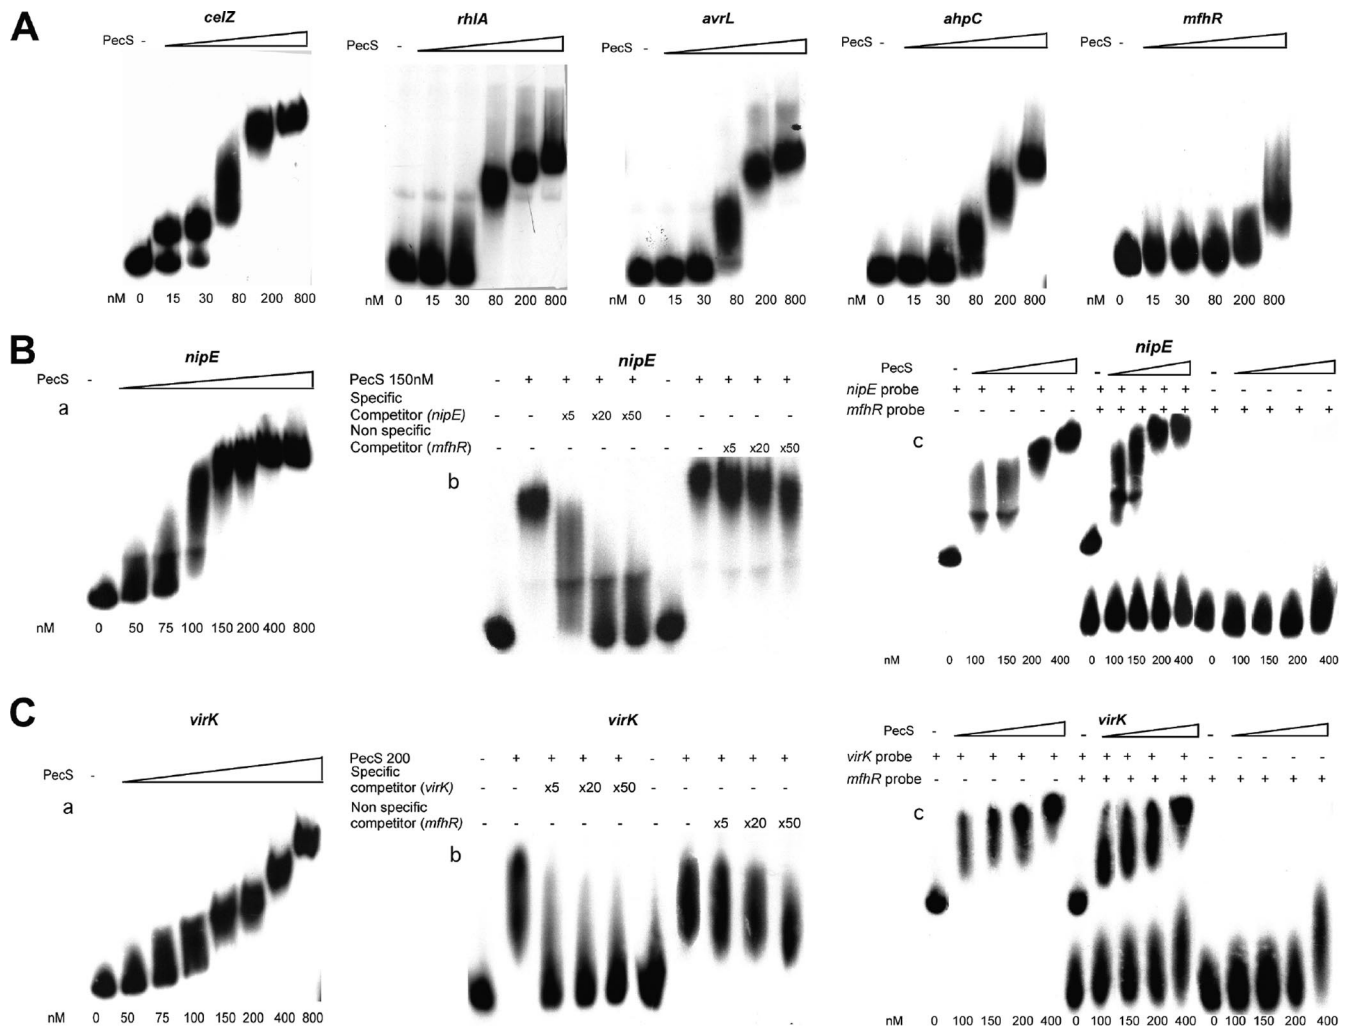 A
celZ
rhlA
avrL
ahpC
mfhR
PecS -
PecS -
PecS -
PecS -
PecS -
nM 0 15 30 80 200 800
nM 0 15 30 80 200 800
nM 0 15 30 80 200 800
nM 0 15 30 80 200 800
nM 0 15 30 80 200 800
B
nipE
PecS -
a
nM 0 50 75 100 150 200 400 800
nipE
PecS 150nM - + + + + - + + + +
Specific
Competitor (nipE) - - x5 x20 x50 - - - - -
Non specific
Competitor (mfhR) - - - - - - - x5 x20 x50
b
nipE
PecS - - -
nipE probe + + + + + + + + + + - - - - -
mfhR probe - - - - - + + + + + + + + + +
c
nM 0 100 150 200 400 0 100 150 200 400 0 100 150 200 400
C
virK
PecS -
a
nM 0 50 75 100 150 200 400 800
virK
PecS 200 - + + + + - + + + +
Specific
competitor (virK) - - x5 x20 x50 - - - - -
Non specific
competitor (mfhR) - - - - - - - x5 x20 x50
b
virK
PecS - - -
virK probe + + + + + + + + + + - - - - -
mfhR probe - - - - - + + + + + + + + + +
c
nM 0 100 150 200 400 0 100 150 200 400 0 100 150 200 400